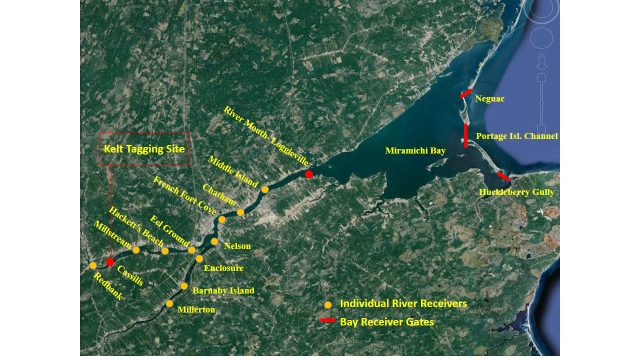 Neguac
Portage Isl. Channel
River Mouth- Loggieville
Miramichi Bay
Kelt Tagging Site
Middle Island
Huckleberry Gully
Chatham
French Fort Cove
Eel Ground
Hackett's Beach
Millstream
Nelson
Enclosure
Cassilis
Redbank
Barnaby Island
Millerton
Individual River Receivers
Bay Receiver Gates